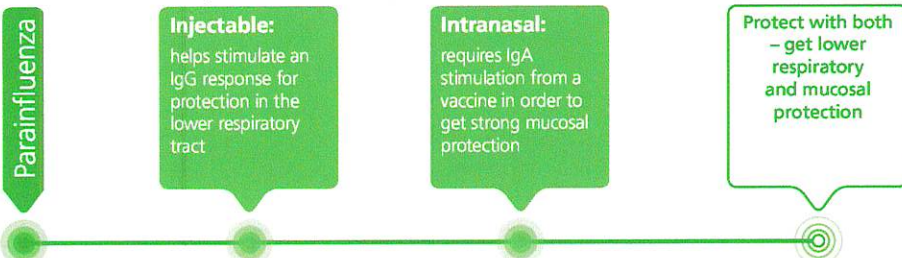 Parainfluenza
Injectable:
helps stimulate an
IgG response for
protection in the
lower respiratory
tract
Intranasal:
requires IgA
stimulation from a
vaccine in order to
get strong mucosal
protection
Protect with both
– get lower
respiratory
and mucosal
protection